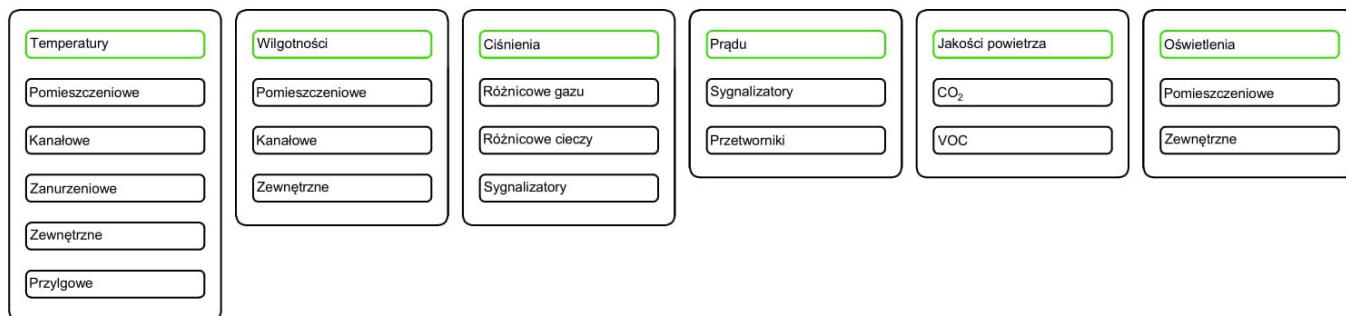 Temperatury
Pomieszczeniowe
Kanałowe
Zanurzeniowe
Zewnętrzne
Przylgowe
Wilgotności
Pomieszczeniowe
Kanałowe
Zewnętrzne
Ciśnienia
Różnicowe gazu
Różnicowe cieczy
Sygnalizatory
Prądu
Sygnalizatory
Przetworniki
Jakości powietrza
CO₂
VOC
Oświetlenia
Pomieszczeniowe
Zewnętrzne